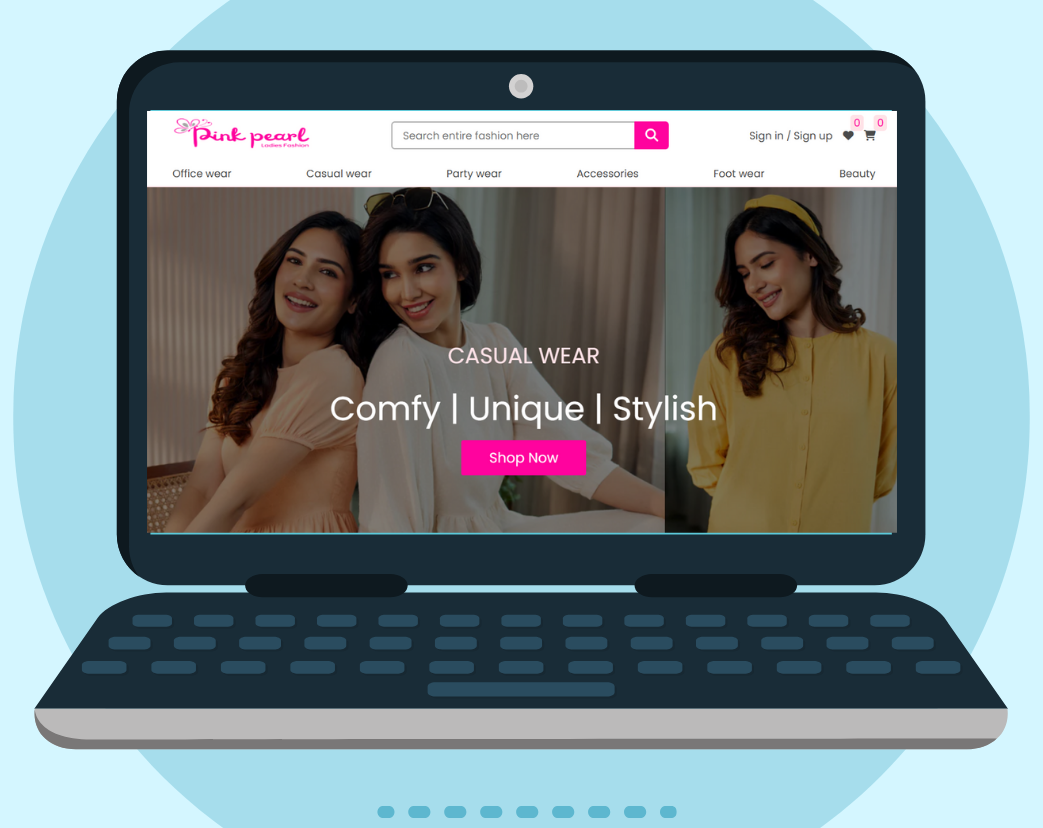 Pink pearl
Ladies Fashion
Search entire fashion here
Sign in / Sign up
0
0
Office wear
Casual wear
Party wear
Accessories
Foot wear
Beauty
CASUAL WEAR
Comfy | Unique | Stylish
Shop Now